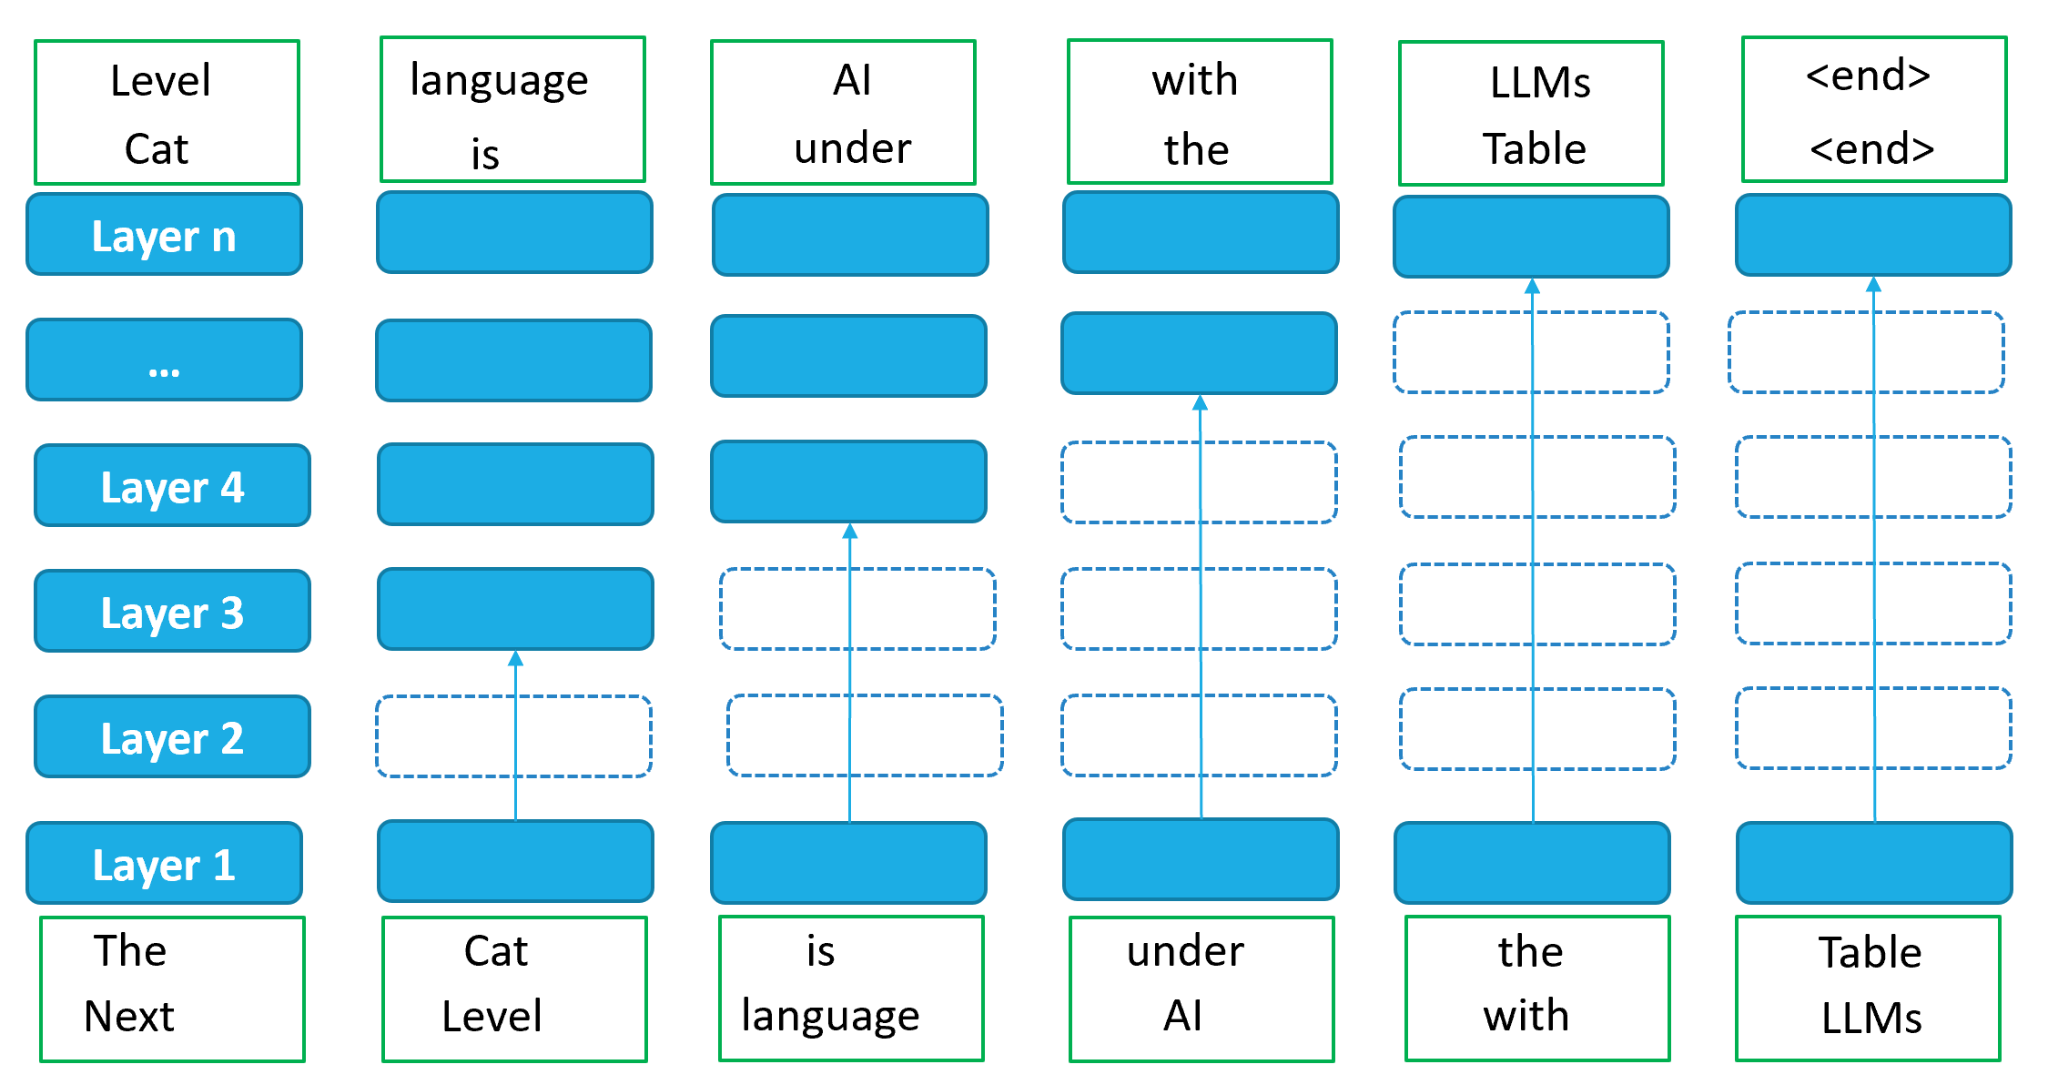 Level
Cat
language
is
AI
under
with
the
LLMs
Table
<end>
<end>
Layer n
...
Layer 4
Layer 3
Layer 2
Layer 1
The
Next
Cat
Level
is
language
under
AI
the
with
Table
LLMs